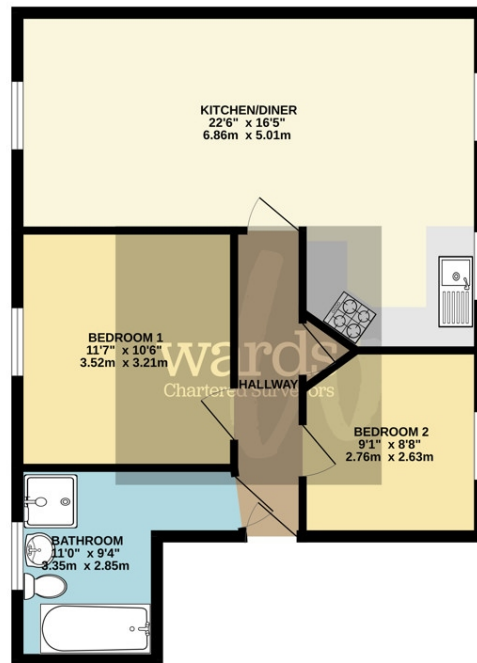 KITCHEN/DINER
22'6" x 16'5"
6.86m x 5.01m
BEDROOM 1
11'7" x 10'6"
3.52m x 3.21m
wards
Chartered Surveyors
HALLWAY
BEDROOM 2
9'1" x 8'8"
2.76m x 2.63m
BATHROOM
11'0" x 9'4"
3.35m x 2.85m